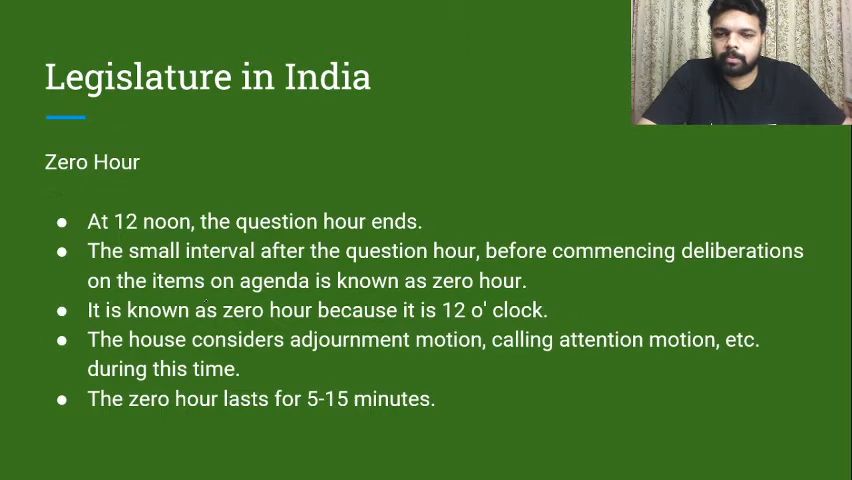 Legislature in India
Zero Hour
● At 12 noon, the question hour ends.
● The small interval after the question hour, before commencing deliberations
on the items on agenda is known as zero hour.
● It is known as zero hour because it is 12 o' clock.
● The house considers adjournment motion, calling attention motion, etc.
during this time.
● The zero hour lasts for 5-15 minutes.